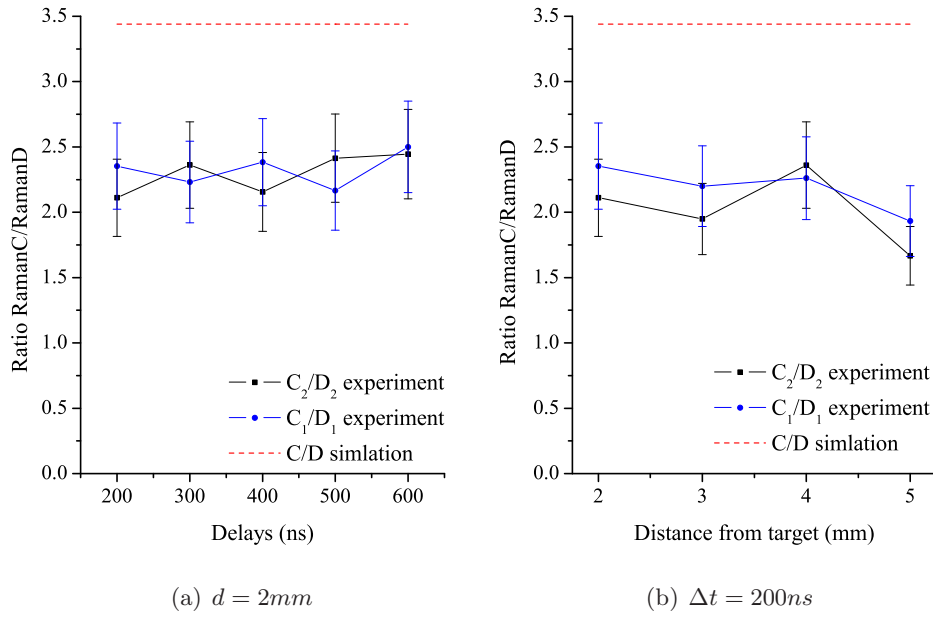 3.5
3.0
2.5
2.0
1.5
1.0
0.5
0.0
Ratio RamanC/RamanD
C₂/D₂ experiment
C₁/D₁ experiment
C/D simlation
200 300 400 500 600
Delays (ns)
(a) d = 2mm
3.5
3.0
2.5
2.0
1.5
1.0
0.5
0.0
Ratio RamanC/RamanD
C₂/D₂ experiment
C₁/D₁ experiment
C/D simlation
2 3 4 5
Distance from target (mm)
(b) Δt = 200ns